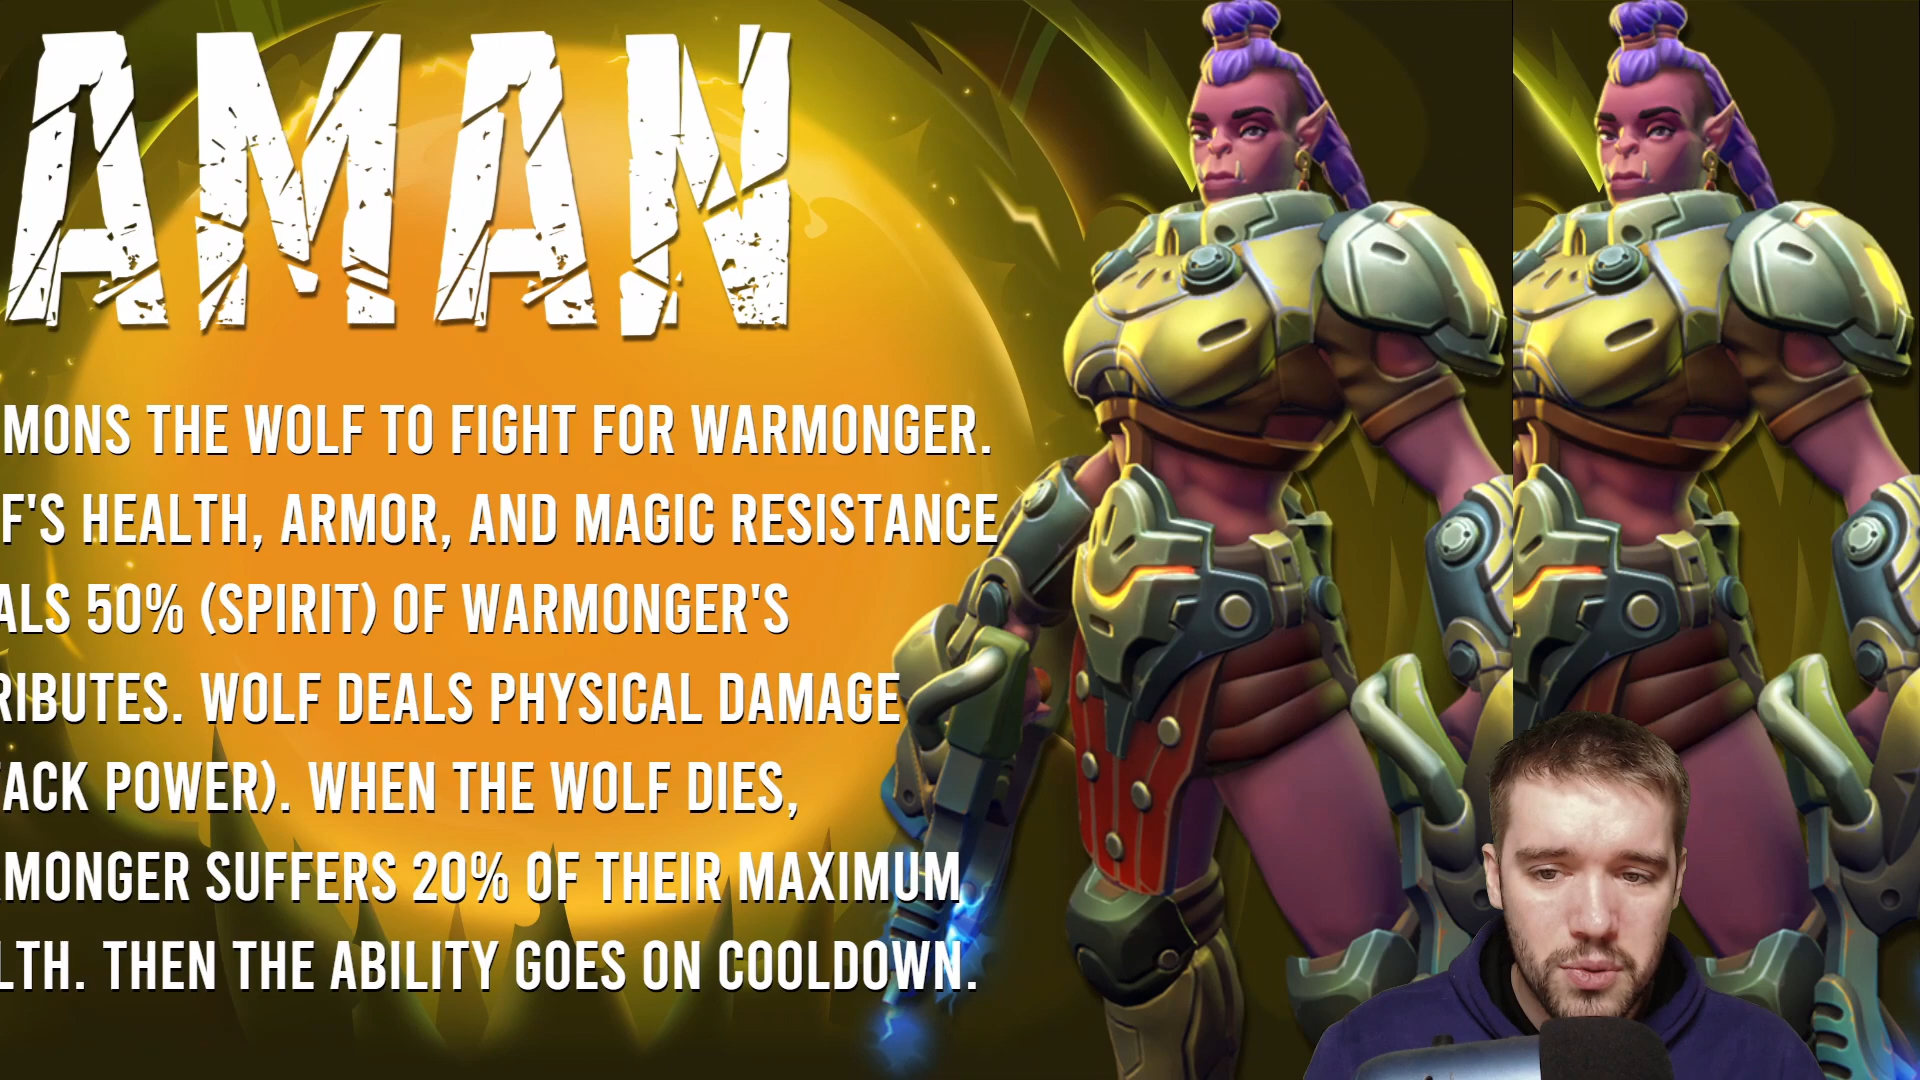 AMAN
MONS THE WOLF TO FIGHT FOR WARMONGER.
F'S HEALTH, ARMOR, AND MAGIC RESISTANCE
ALS 50% (SPIRIT) OF WARMONGER'S
RIBUTES. WOLF DEALS PHYSICAL DAMAGE
TACK POWER). WHEN THE WOLF DIES,
MONGER SUFFERS 20% OF THEIR MAXIMUM
LTH. THEN THE ABILITY GOES ON COOLDOWN.